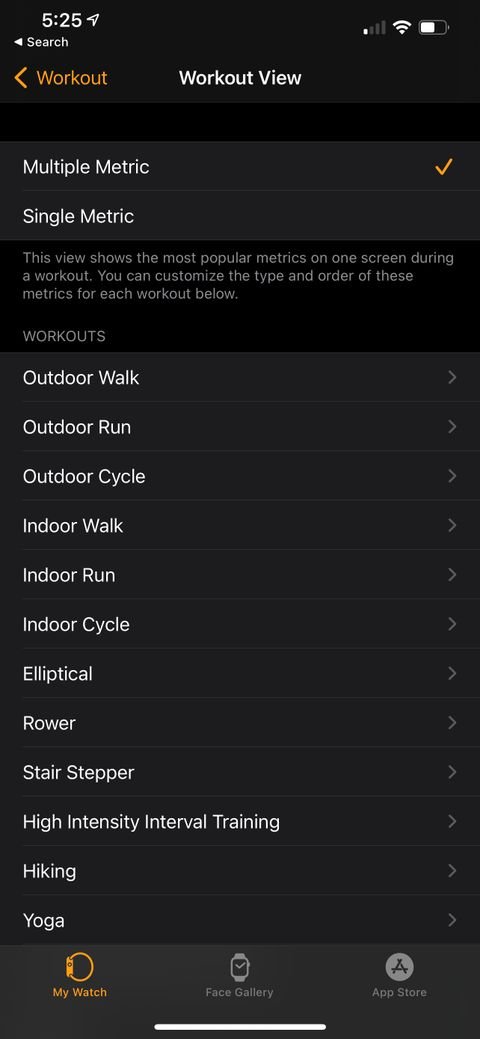 5:25
Search
Workout
Workout View
Multiple Metric
Single Metric
This view shows the most popular metrics on one screen during
a workout. You can customize the type and order of these
metrics for each workout below.
WORKOUTS
Outdoor Walk
Outdoor Run
Outdoor Cycle
Indoor Walk
Indoor Run
Indoor Cycle
Elliptical
Rower
Stair Stepper
High Intensity Interval Training
Hiking
Yoga
My Watch
Face Gallery
App Store